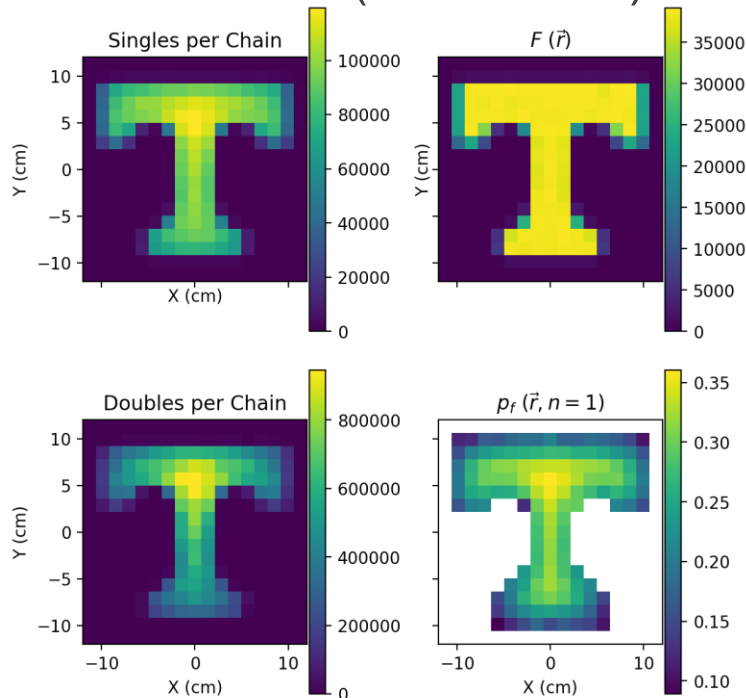 Singles per Chain
F (r⃗)
10
5
0
−5
−10
Y (cm)
X (cm)
100000
80000
60000
40000
20000
0
Y (cm)
35000
30000
25000
20000
15000
10000
5000
0
Doubles per Chain
p_f (r⃗, n = 1)
10
5
0
−5
−10
Y (cm)
−10 0 10
X (cm)
800000
600000
400000
200000
0
−10 0 10
X (cm)
0.35
0.30
0.25
0.20
0.15
0.10